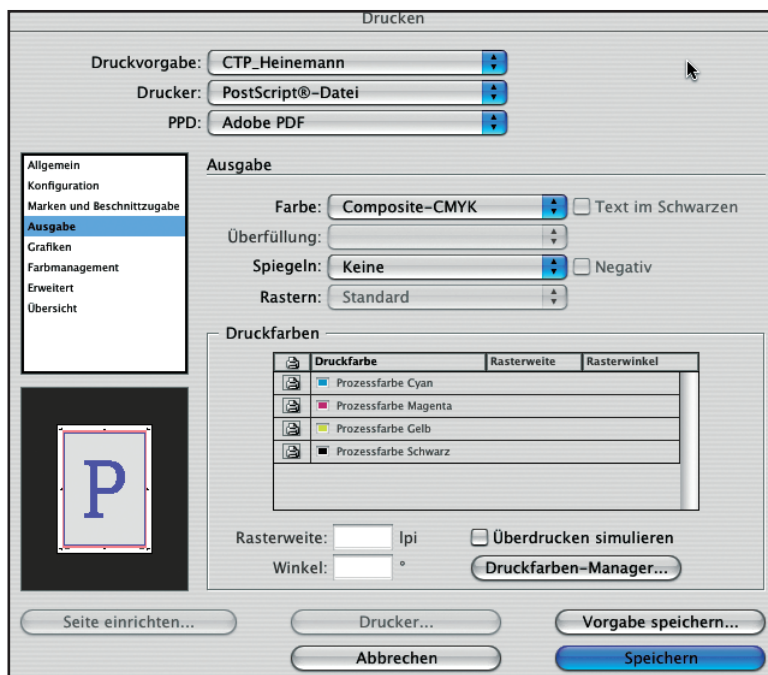 Drucken
Druckvorgabe: CTP_Heinemann
Drucker: PostScript®-Datei
PPD: Adobe PDF
Allgemein
Konfiguration
Marken und Beschnittzugabe
Ausgabe
Grafiken
Farbmanagement
Erweitert
Übersicht
Ausgabe
Farbe: Composite-CMYK Text im Schwarzen
Überfüllung:
Spiegeln: Keine Negativ
Rastern: Standard
Druckfarben
Druckfarbe Rasterweite Rasterwinkel
Prozessfarbe Cyan
Prozessfarbe Magenta
Prozessfarbe Gelb
Prozessfarbe Schwarz
P
Rasterweite: lpi Überdrucken simulieren
Winkel: ° Druckfarben-Manager...
Seite einrichten... Drucker... Vorgabe speichern...
Abbrechen Speichern